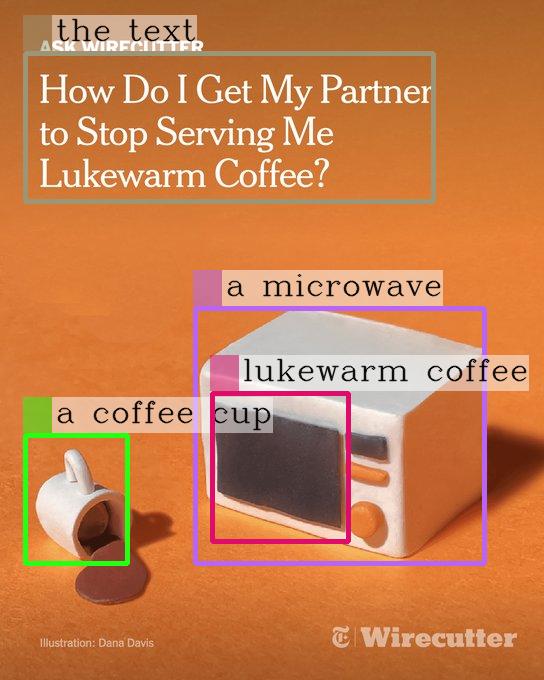 the text
ASK WIRECUTTER
How Do I Get My Partner
to Stop Serving Me
Lukewarm Coffee?
a microwave
lukewarm coffee
a coffee cup
Illustration: Dana Davis
T | Wirecutter